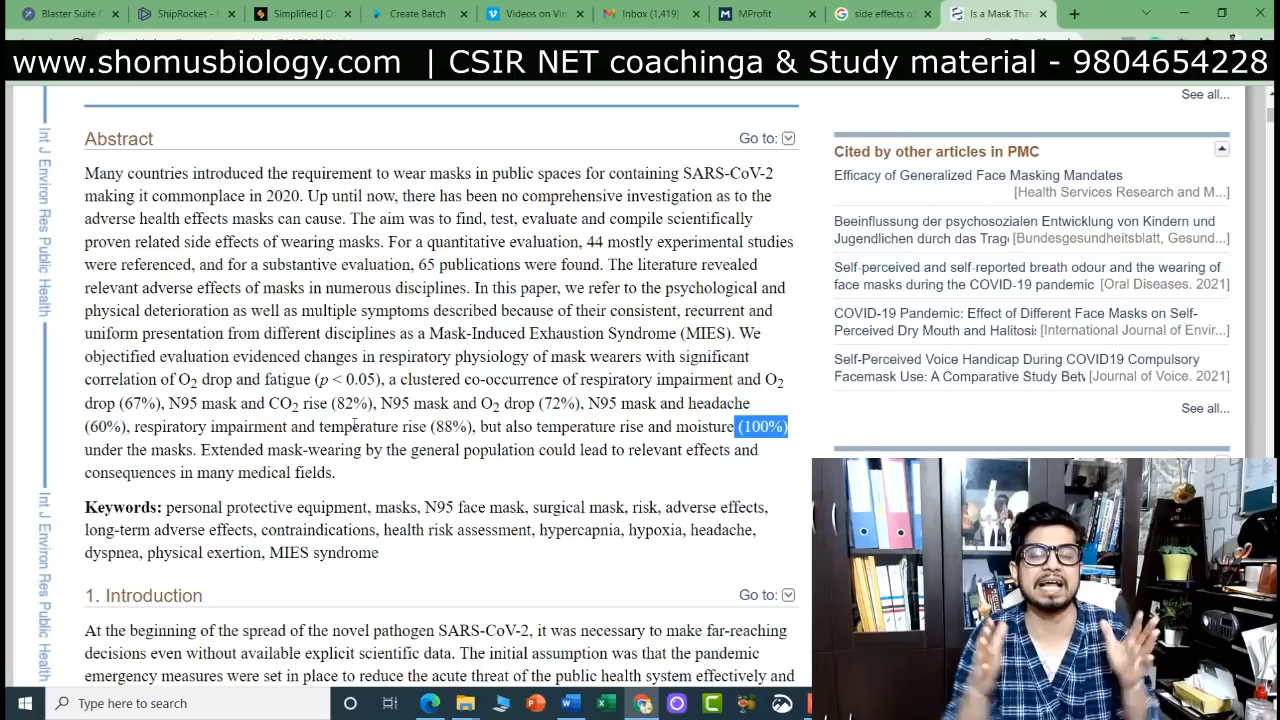 Blaster Suite C
ShipRocket - F
Simplified | O
Create Batch
Videos on Vim
Inbox (1,419)
MProfit
side effects of
Is a Mask Tha
www.shomusbiology.com | CSIR NET coachinga & Study material - 9804654228
See all...
Abstract
Go to:
Many countries introduced the requirement to wear masks in public spaces for containing SARS-CoV-2
making it commonplace in 2020. Up until now, there has been no comprehensive investigation as to the
adverse health effects masks can cause. The aim was to find, test, evaluate and compile scientifically
proven related side effects of wearing masks. For a quantitative evaluation, 44 mostly experimental studies
were referenced, and for a substantive evaluation, 65 publications were found. The literature revealed
relevant adverse effects of masks in numerous disciplines. In this paper, we refer to the psychological and
physical deterioration as well as multiple symptoms described because of their consistent, recurrent and
uniform presentation from different disciplines as a Mask-Induced Exhaustion Syndrome (MIES). We
objectified evaluation evidenced changes in respiratory physiology of mask wearers with significant
correlation of O2 drop and fatigue (p < 0.05), a clustered co-occurrence of respiratory impairment and O2
drop (67%), N95 mask and CO2 rise (82%), N95 mask and O2 drop (72%), N95 mask and headache
(60%), respiratory impairment and temperature rise (88%), but also temperature rise and moisture (100%)
under the masks. Extended mask-wearing by the general population could lead to relevant effects and
consequences in many medical fields.
Keywords: personal protective equipment, masks, N95 face mask, surgical mask, risk, adverse effects,
long-term adverse effects, contraindications, health risk assessment, hypercapnia, hypoxia, headache,
dyspnea, physical exertion, MIES syndrome
1. Introduction
Go to:
At the beginning of the spread of the novel pathogen SARS-CoV-2, it was necessary to make far-reaching
decisions even without available explicit scientific data. The initial assumption was that the pandemic
emergency measures were set in place to reduce the acute threat of the public health system effectively and
Int J Environ Res Public Health
Int J Environ Res Public Health
Cited by other articles in PMC
Efficacy of Generalized Face Masking Mandates
[Health Services Research and M...]
Beeinflussung der psychosozialen Entwicklung von Kindern und
Jugendlichen durch das Trag [Bundesgesundheitsblatt, Gesund...]
Self-perceived and self-reported breath odour and the wearing of
face masks during the COVID-19 pandemic [Oral Diseases. 2021]
COVID-19 Pandemic: Effect of Different Face Masks on Self-
Perceived Dry Mouth and Halitosi [International Journal of Envir...]
Self-Perceived Voice Handicap During COVID19 Compulsory
Facemask Use: A Comparative Study Bet [Journal of Voice. 2021]
See all...
Type here to search